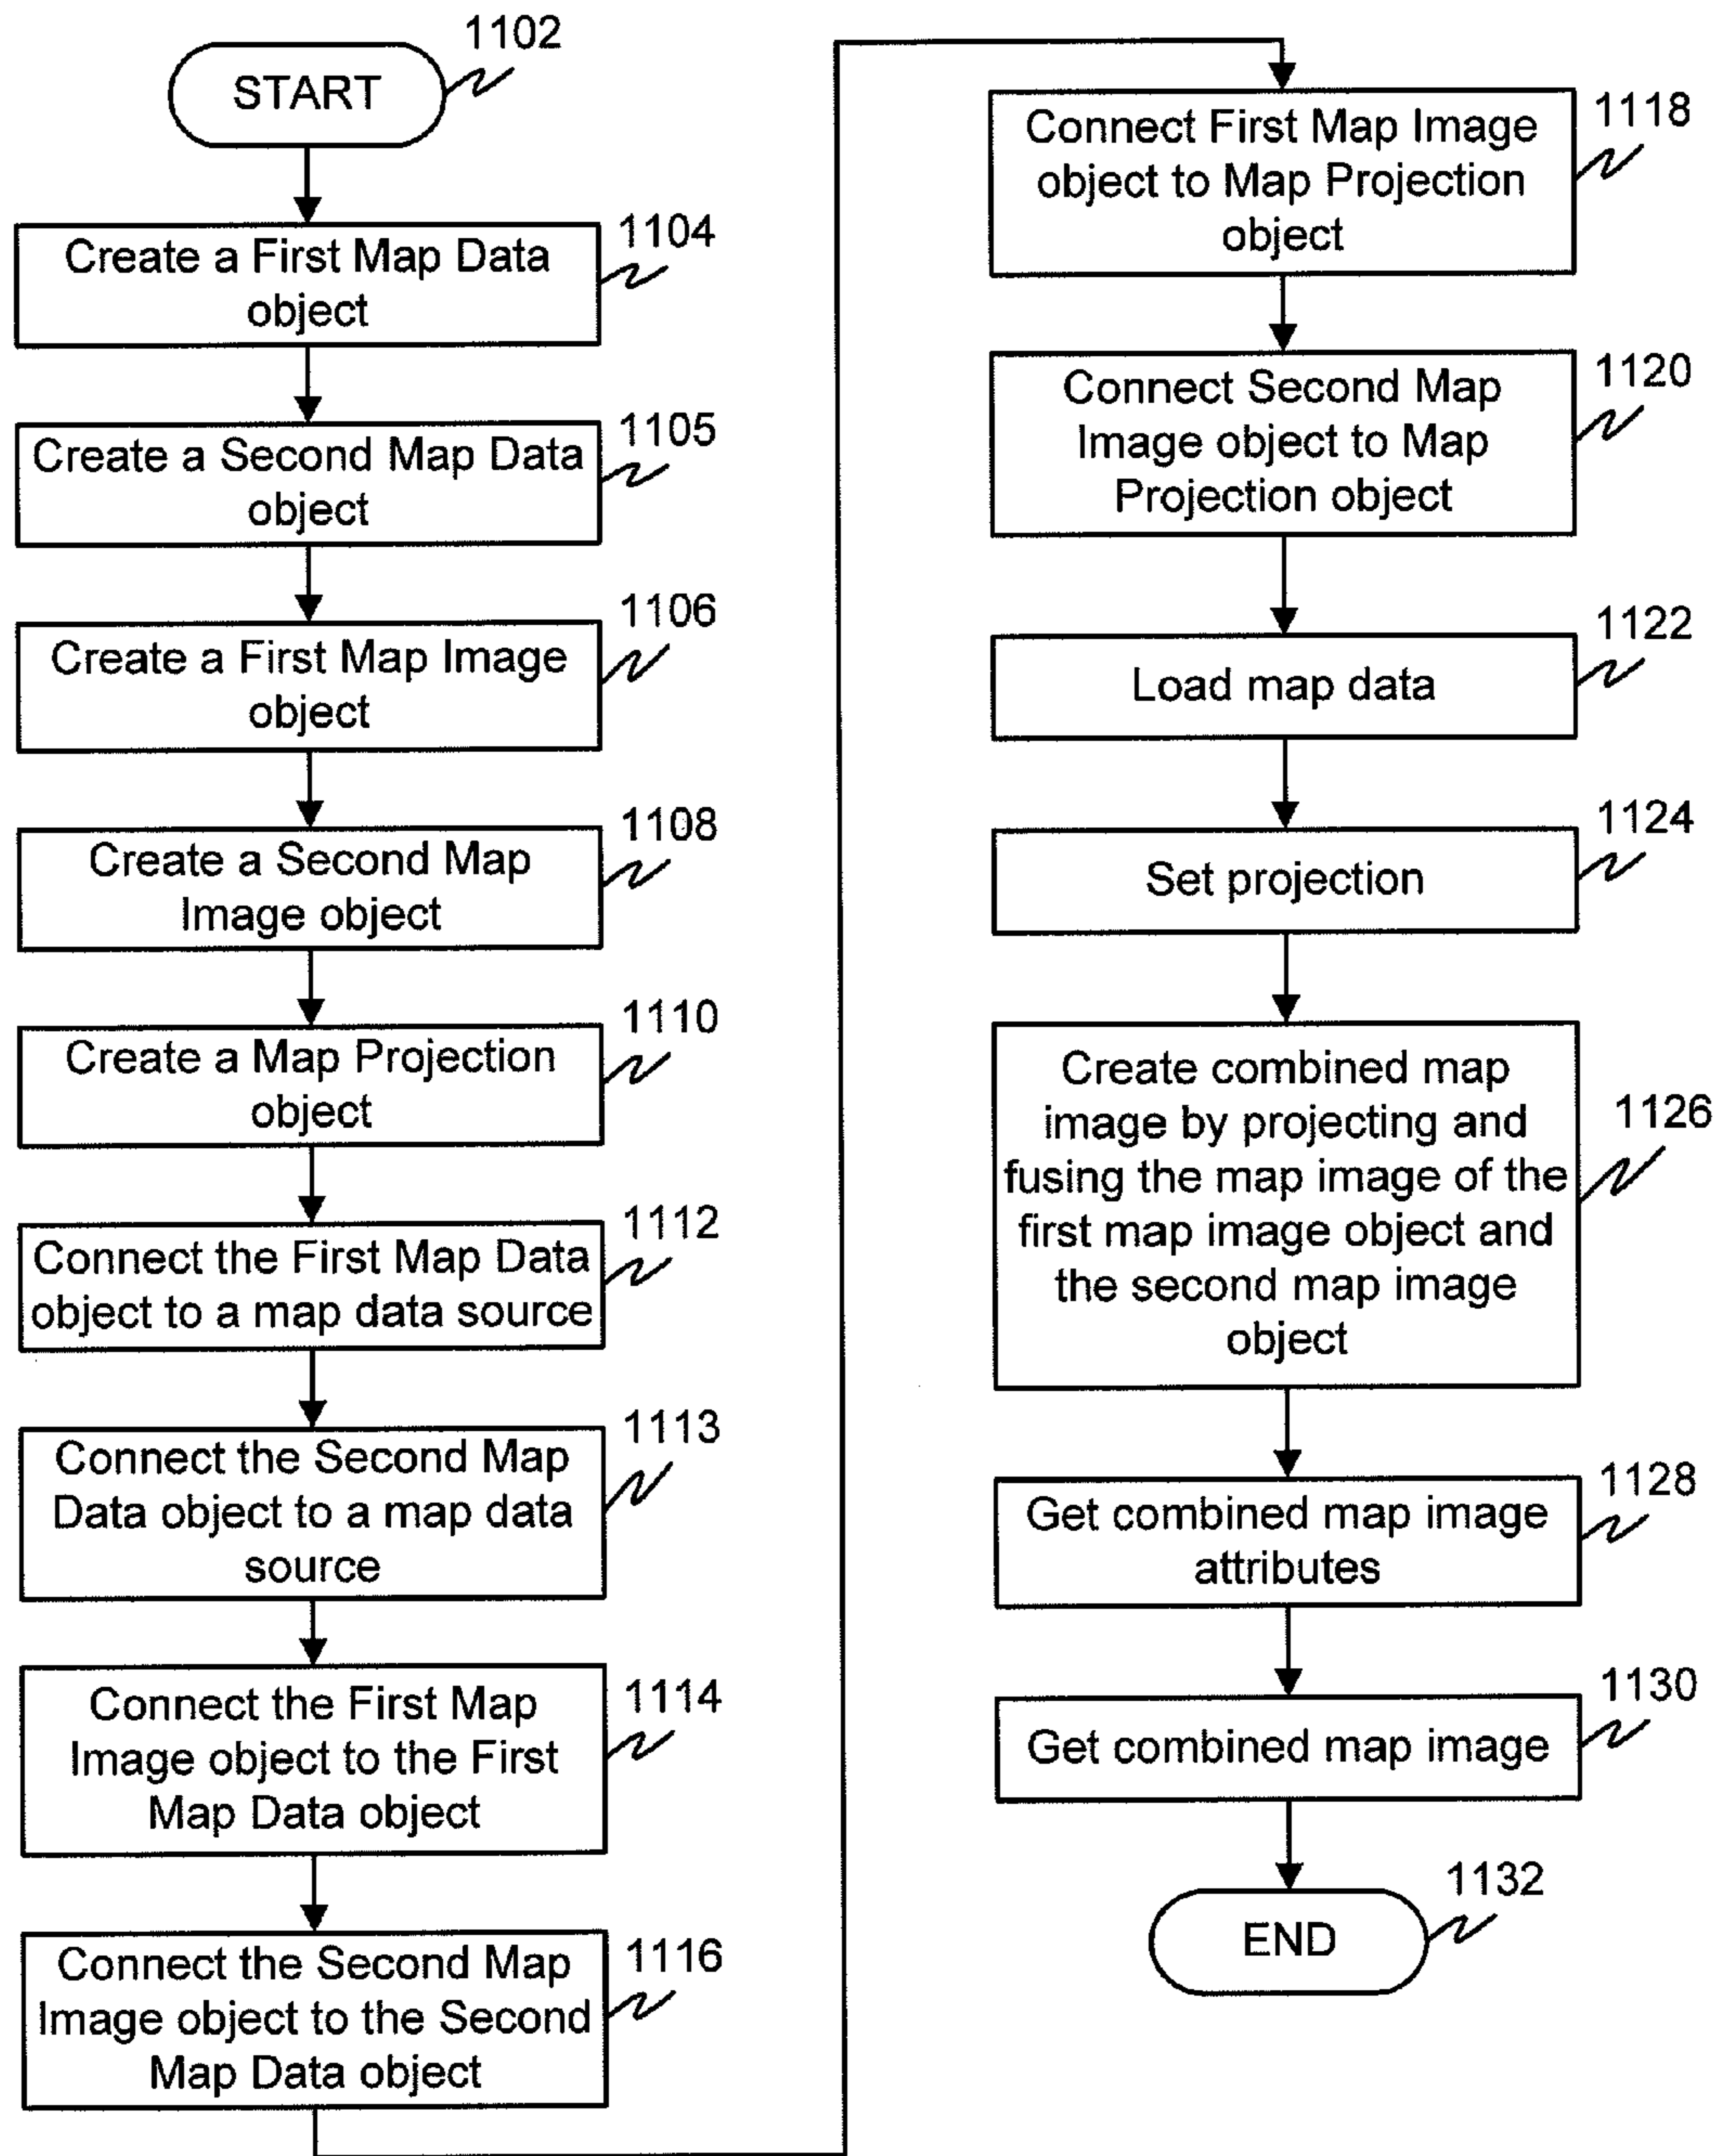 1102
START
1104
Create a First Map Data
object
1105
Create a Second Map Data
object
1106
Create a First Map Image
object
1108
Create a Second Map
Image object
1110
Create a Map Projection
object
1112
Connect the First Map Data
object to a map data source
1113
Connect the Second Map
Data object to a map data
source
1114
Connect the First Map
Image object to the First
Map Data object
1116
Connect the Second Map
Image object to the Second
Map Data object
1118
Connect First Map Image
object to Map Projection
object
1120
Connect Second Map
Image object to Map
Projection object
1122
Load map data
1124
Set projection
1126
Create combined map
image by projecting and
fusing the map image of the
first map image object and
the second map image
object
1128
Get combined map image
attributes
1130
Get combined map image
1132
END